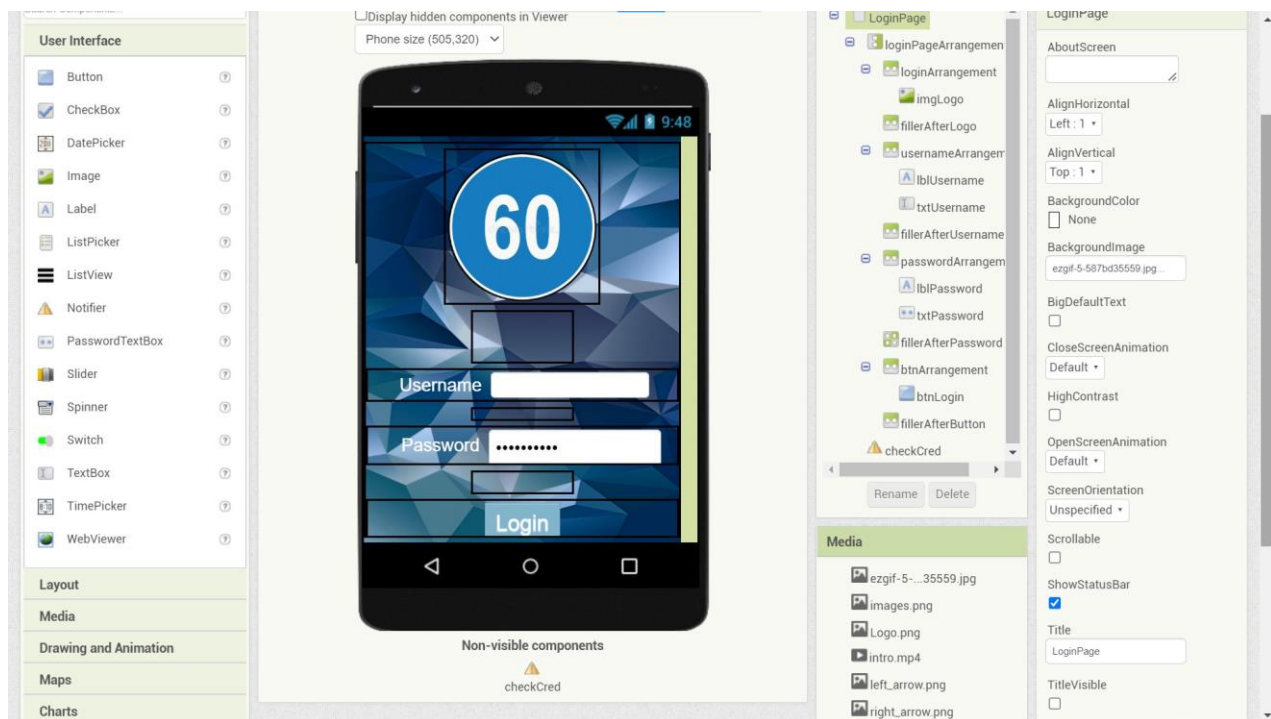 Display hidden components in Viewer
Phone size (505,320)
User Interface
Button
CheckBox
DatePicker
Image
Label
ListPicker
ListView
Notifier
PasswordTextBox
Slider
Spinner
Switch
TextBox
TimePicker
WebViewer
Layout
Media
Drawing and Animation
Maps
Charts
9:48
60
Username
Password
Login
Non-visible components
checkCred
LoginPage
loginPageArrangemen
loginArrangement
imgLogo
fillerAfterLogo
usernameArrangem
lblUsername
txtUsername
fillerAfterUsername
passwordArrangem
lblPassword
txtPassword
fillerAfterPassword
btnArrangement
btnLogin
fillerAfterButton
checkCred
Rename Delete
Media
ezgif-5-...35559.jpg
images.png
Logo.png
intro.mp4
left_arrow.png
right_arrow.png
LoginPage
AboutScreen
AlignHorizontal
Left : 1
AlignVertical
Top : 1
BackgroundColor
None
BackgroundImage
ezgif-5-587bd35559.jpg...
BigDefaultText
CloseScreenAnimation
Default
HighContrast
OpenScreenAnimation
Default
ScreenOrientation
Unspecified
Scrollable
ShowStatusBar
Title
LoginPage
TitleVisible